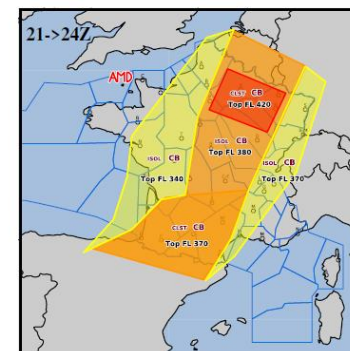 21->24Z
AMD
CLST CB
Top FL 420
ISOL CB
Top FL 380
ISOL CB
Top FL 340
ISOL CB
Top FL 370
CLST CB
Top FL 370